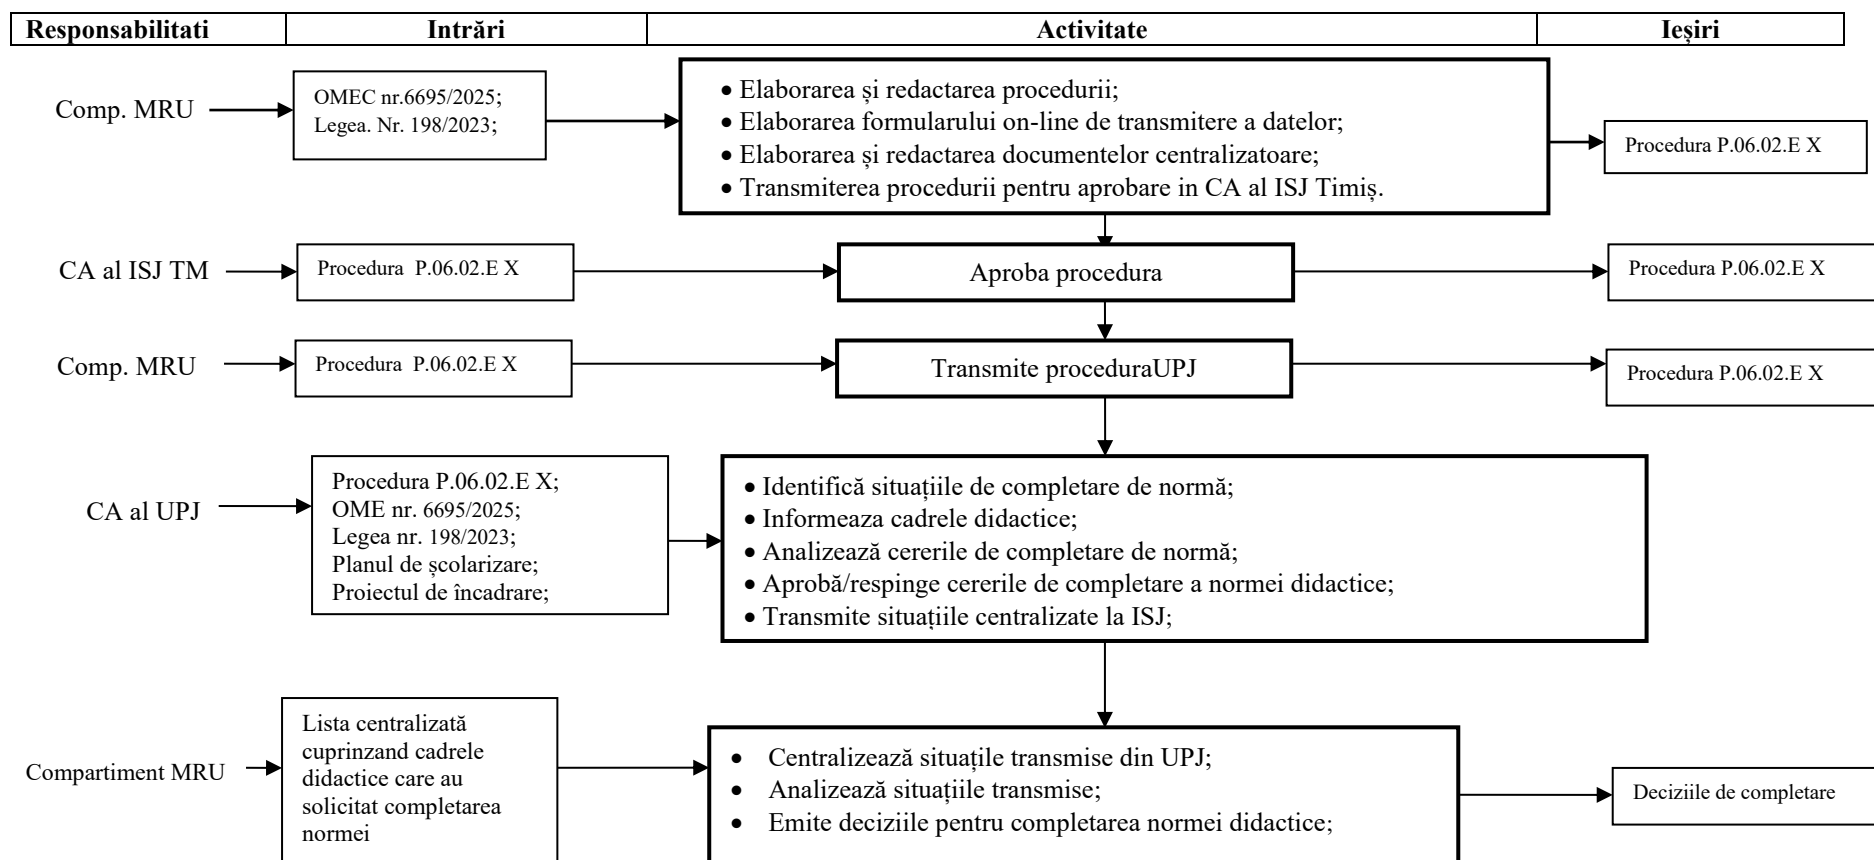 Responsabilitati Intrări Activitate Ieșiri
Comp. MRU
OMEC nr.6695/2025;
Legea. Nr. 198/2023;
• Elaborarea și redactarea procedurii;
• Elaborarea formularului on-line de transmitere a datelor;
• Elaborarea și redactarea documentelor centralizatoare;
• Transmiterea procedurii pentru aprobare in CA al ISJ Timiș.
Procedura P.06.02.E X
CA al ISJ TM
Procedura P.06.02.E X
Aproba procedura
Procedura P.06.02.E X
Comp. MRU
Procedura P.06.02.E X
Transmite proceduraUPJ
Procedura P.06.02.E X
CA al UPJ
Procedura P.06.02.E X;
OME nr. 6695/2025;
Legea nr. 198/2023;
Planul de școlarizare;
Proiectul de încadrare;
• Identifică situațiile de completare de normă;
• Informeaza cadrele didactice;
• Analizează cererile de completare de normă;
• Aprobă/respinge cererile de completare a normei didactice;
• Transmite situațiile centralizate la ISJ;
Compartiment MRU
Lista centralizată
cuprinzand cadrele
didactice care au
solicitat completarea
normei
• Centralizează situațile transmise din UPJ;
• Analizează situațiile transmise;
• Emite deciziile pentru completarea normei didactice;
Deciziile de completare